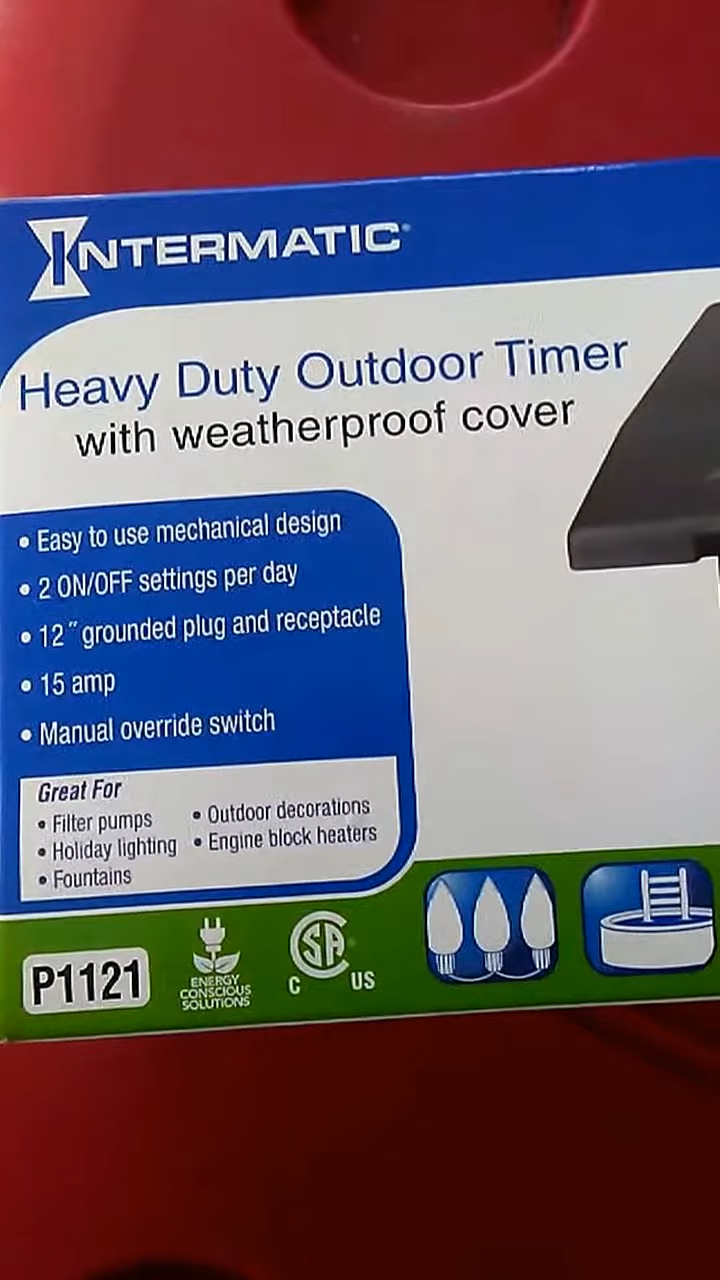 INTERMATIC®
Heavy Duty Outdoor Timer
with weatherproof cover
• Easy to use mechanical design
• 2 ON/OFF settings per day
• 12" grounded plug and receptacle
• 15 amp
• Manual override switch
Great For
• Filter pumps
• Holiday lighting
• Fountains
• Outdoor decorations
• Engine block heaters
P1121
ENERGY
CONSCIOUS
SOLUTIONS
SA
C US